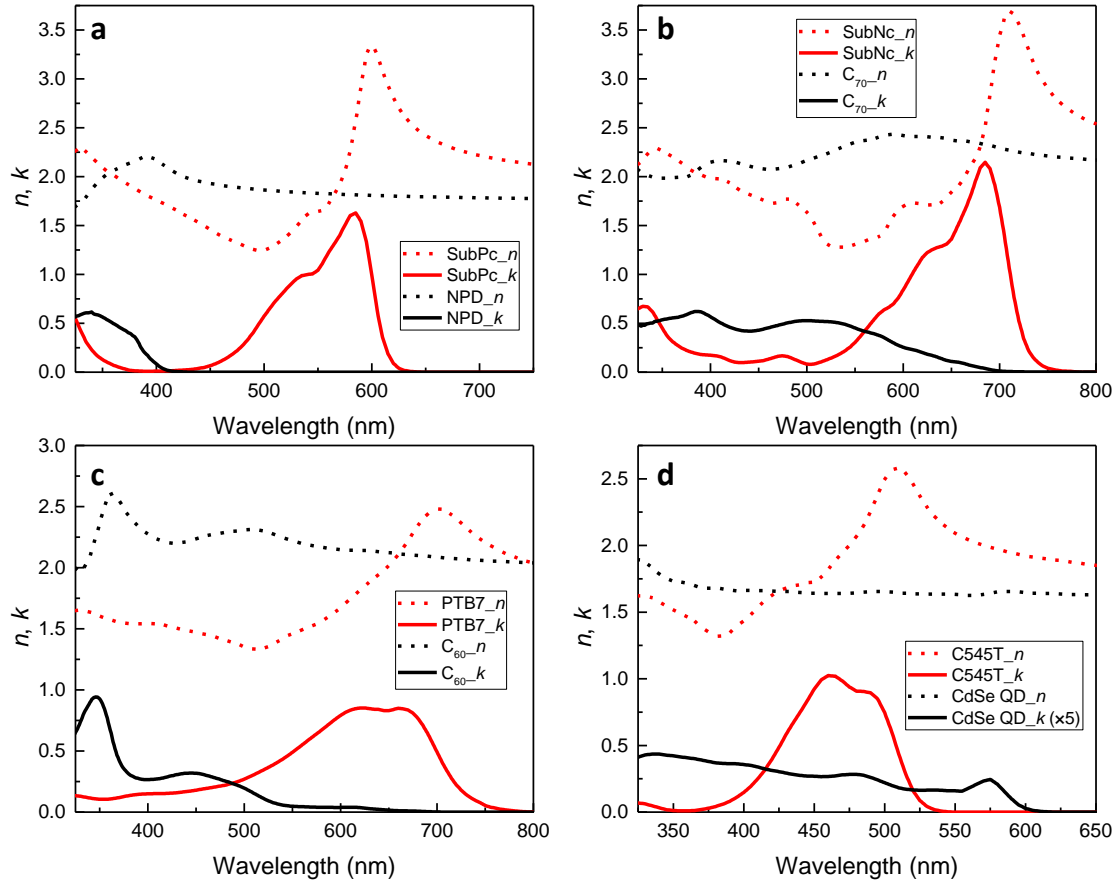 a
3.5
3.0
2.5
2.0
1.5
1.0
0.5
0.0
n, k
400
500
600
700
Wavelength (nm)
SubPc_n
SubPc_k
NPD_n
NPD_k
b
3.5
3.0
2.5
2.0
1.5
1.0
0.5
0.0
n, k
400
500
600
700
800
Wavelength (nm)
SubNc_n
SubNc_k
C₇₀_n
C₇₀_k
c
3.0
2.5
2.0
1.5
1.0
0.5
0.0
n, k
400
500
600
700
800
Wavelength (nm)
PTB7_n
PTB7_k
C₆₀_n
C₆₀_k
d
2.5
2.0
1.5
1.0
0.5
0.0
n, k
350
400
450
500
550
600
650
Wavelength (nm)
C545T_n
C545T_k
CdSe QD_n
CdSe QD_k (×5)